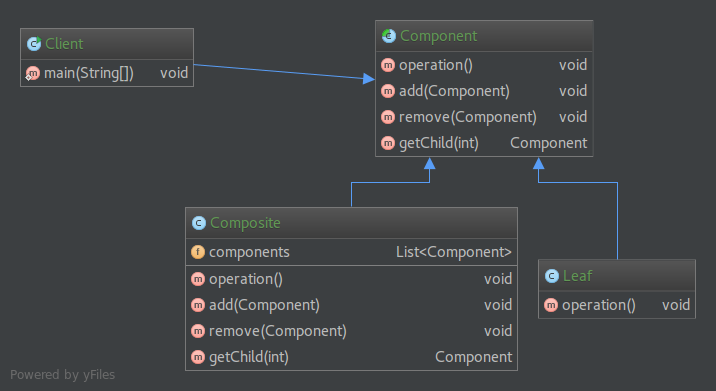 Client
main(String[]) void
Component
operation() void
add(Component) void
remove(Component) void
getChild(int) Component
Composite
components List<Component>
operation() void
add(Component) void
remove(Component) void
getChild(int) Component
Leaf
operation() void
Powered by yFiles